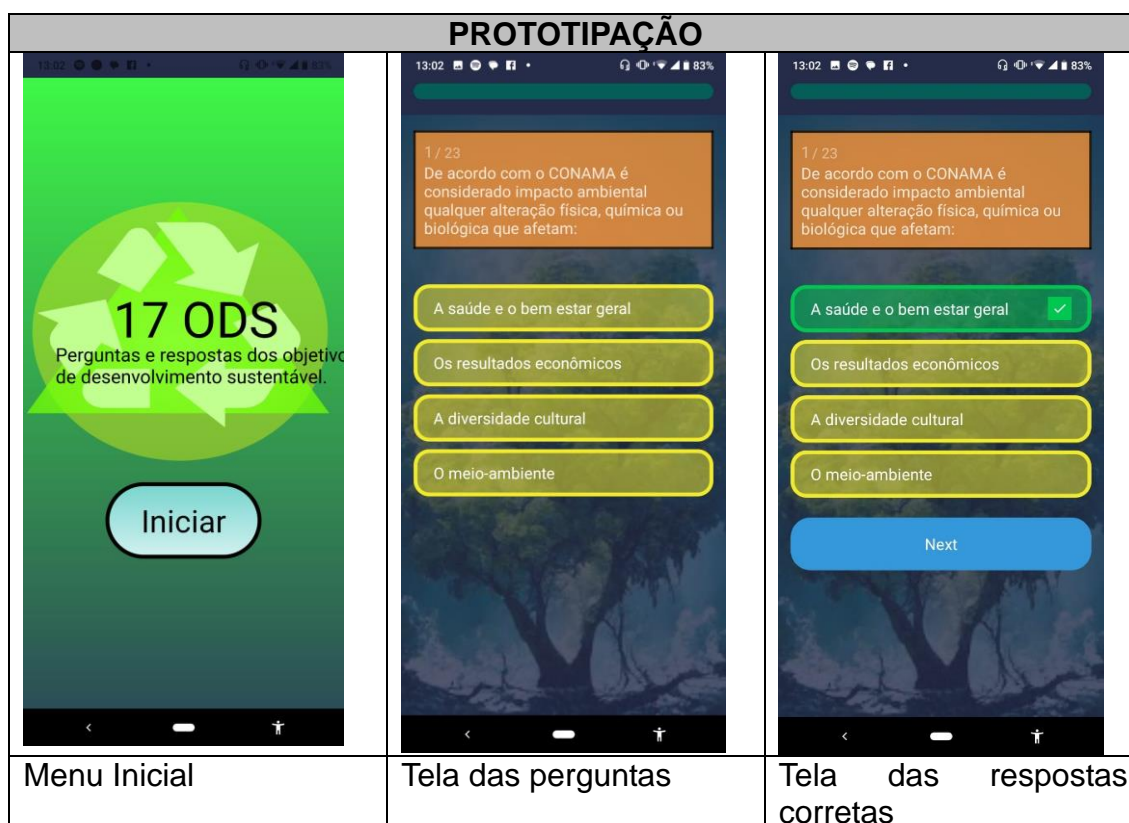 PROTOTIPAÇÃO
13:02
83%
17 ODS
Perguntas e respostas dos objetivo
de desenvolvimento sustentável.
Iniciar
Menu Inicial
13:02
83%
1 / 23
De acordo com o CONAMA é
considerado impacto ambiental
qualquer alteração física, química ou
biológica que afetam:
A saúde e o bem estar geral
Os resultados econômicos
A diversidade cultural
O meio-ambiente
Tela das perguntas
13:02
83%
1 / 23
De acordo com o CONAMA é
considerado impacto ambiental
qualquer alteração física, química ou
biológica que afetam:
A saúde e o bem estar geral
Os resultados econômicos
A diversidade cultural
O meio-ambiente
Next
Tela das respostas
corretas